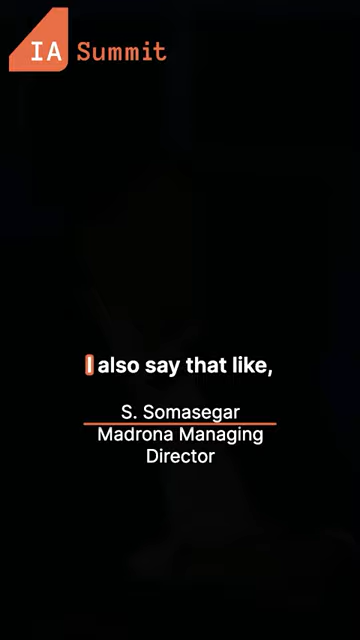 IA Summit
I also say that like,
S. Somasegar
Madrona Managing
Director